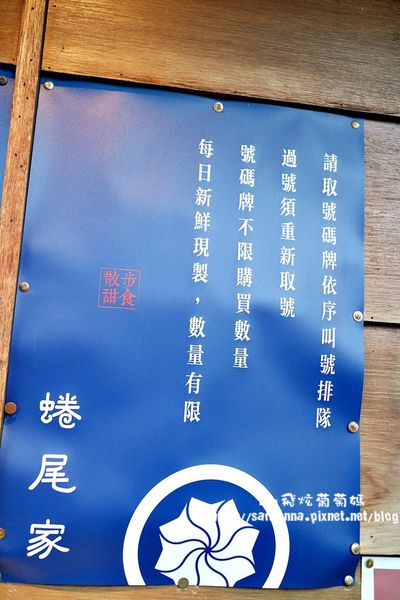 請取號碼牌依序叫號排隊
過號須重新取號
號碼牌不限購買數量
每日新鮮現製，數量有限
散步
甜食
蜷尾家
飛炫葡萄媽
pixnet.net/blog